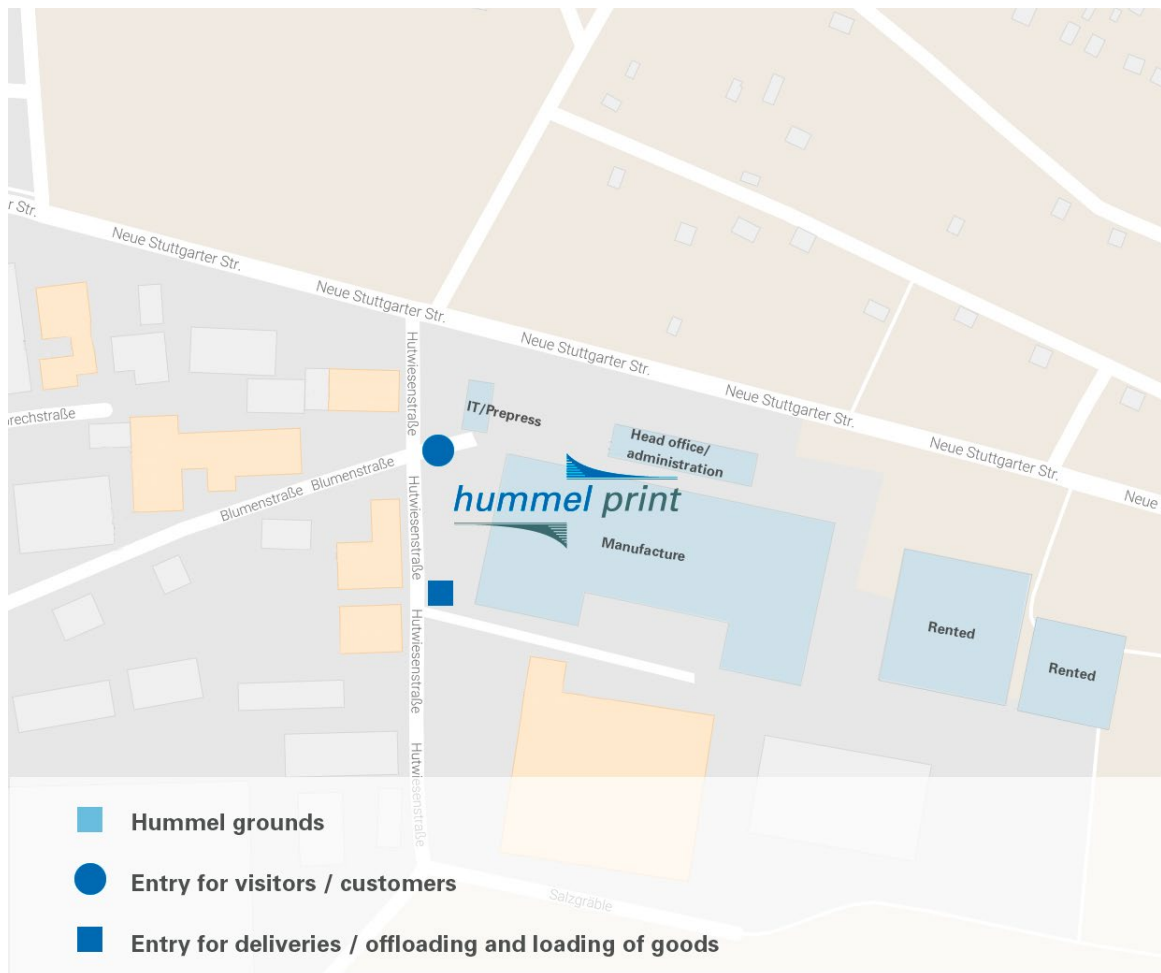 r Str.
Neue Stuttgarter Str.
Neue Stuttgarter Str.
Neue Stuttgarter Str.
Neue Stuttgarter Str.
Neue Stuttgarter Str.
Neue
Hutwiesenstraße
IT/Prepress
Head office/
administration
brechstraße
Blumenstraße
Blumenstraße
hummel print
Hutwiesenstraße
Manufacture
Hutwiesenstraße
Rented
Rented
Hutwiesenstraße
Hummel grounds
Entry for visitors / customers
Salzgräble
Entry for deliveries / offloading and loading of goods